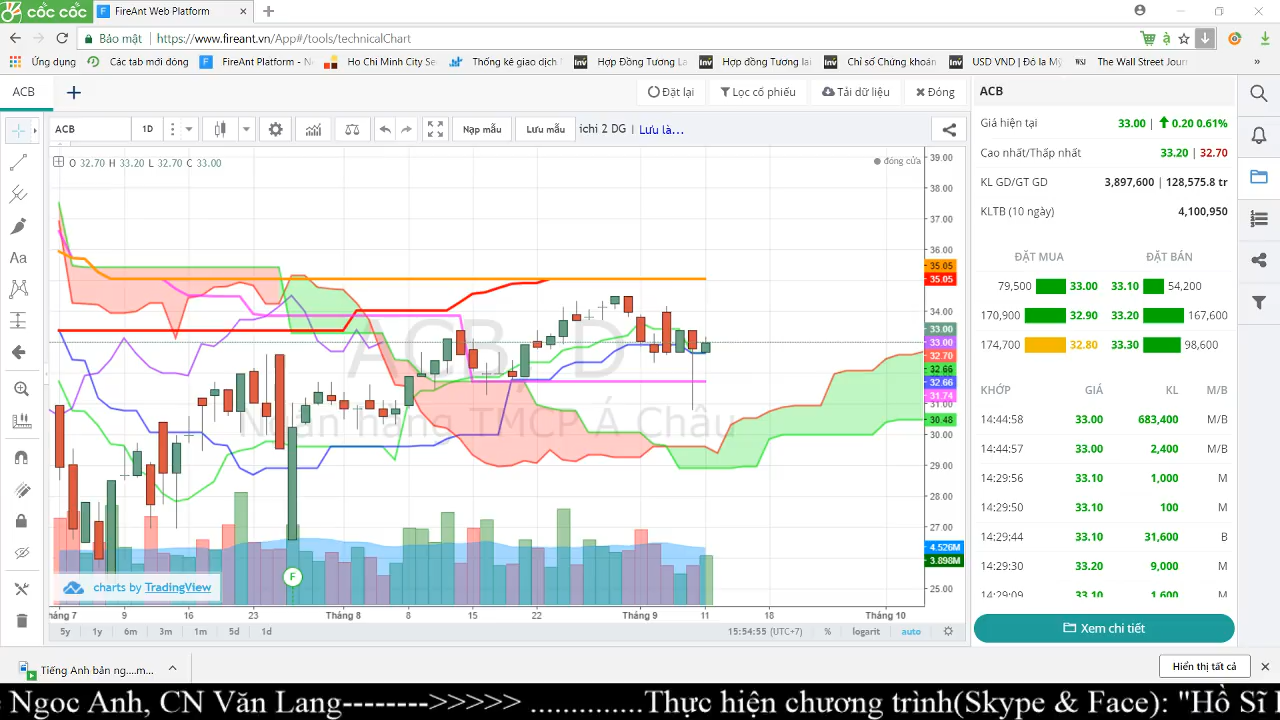 cốc cốc FireAnt Web Platform
Bảo mật https://www.fireant.vn/App#/tools/technicalChart
Ứng dụng Các tab mới đóng FireAnt Platform - N Ho Chi Minh City Se Thống kê giao dịch Hợp Đồng Tương La Hợp đồng Tương lai Chỉ số Chứng khoán USD VND | Đô la Mỹ The Wall Street Jour
ACB
Đặt lại Lọc cổ phiếu Tải dữ liệu Đóng
ACB 1D Nạp mẫu Lưu mẫu ichi 2 DG | Lưu là...
O 32.70 H 33.20 L 32.70 C 33.00
đóng cửa
ACB, D
Ngân hàng TMCP Á Châu
39.00
38.00
37.00
36.00
35.05
35.05
34.00
33.00
33.00
32.70
32.66
32.66
31.74
31.00
30.48
30.00
29.00
28.00
27.00
4.526M
3.898M
25.00
F
charts by TradingView
háng 7 9 16 23 Tháng 8 8 15 22 Tháng 9 11 18 Tháng 10
5y 1y 6m 3m 1m 5d 1d 15:54:55 (UTC+7) % logarit auto
ACB
Giá hiện tại 33.00 | 0.20 0.61%
Cao nhất/Thấp nhất 33.20 | 32.70
KL GD/GT GD 3,897,600 | 128,575.8 tr
KLTB (10 ngày) 4,100,950
ĐẶT MUA ĐẶT BÁN
79,500 33.00 33.10 54,200
170,900 32.90 33.20 167,600
174,700 32.80 33.30 98,600
KHỚP GIÁ KL M/B
14:44:58 33.00 683,400 M/B
14:44:57 33.00 2,400 M/B
14:29:56 33.10 1,000 M
14:29:50 33.10 100 M
14:29:44 33.10 31,600 B
14:29:30 33.20 9,000 M
14:29:09 33.10 1,600 M
Xem chi tiết
Tiếng Anh bản ng...m...
Hiển thị tất cả
Ngoc Anh, CN Văn Lang-------->>>>> ..............Thực hiện chương trình(Skype & Face): "Hồ Sĩ